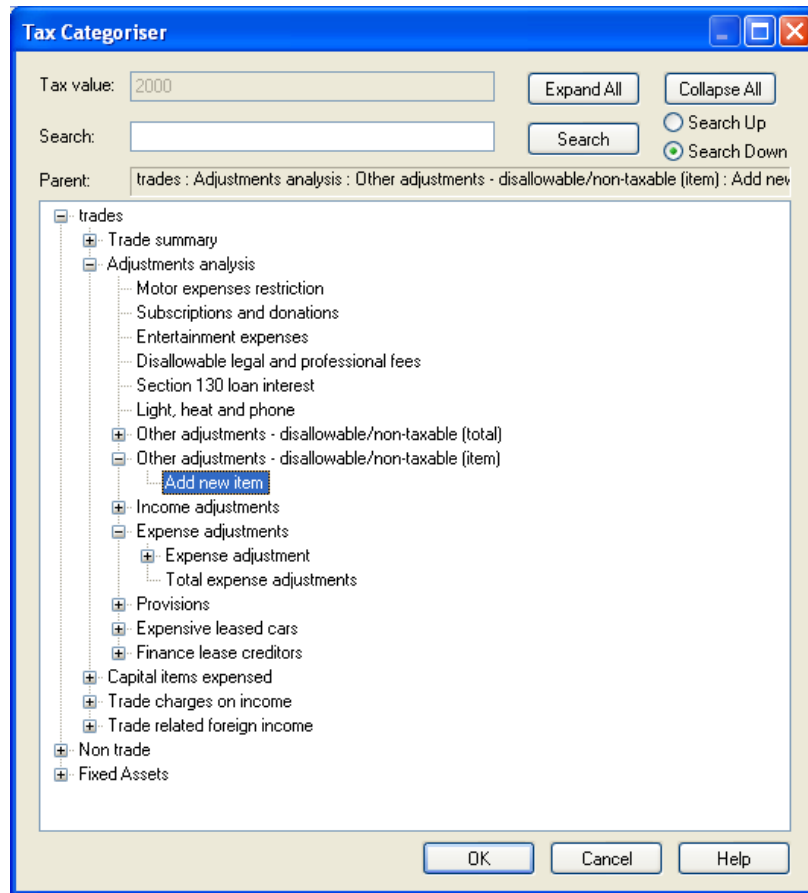 Tax Categoriser
Tax value: 2000 Expand All Collapse All
Search: Search Search Up
Search Down
Parent: trades : Adjustments analysis : Other adjustments - disallowable/non-taxable (item) : Add new
trades
Trade summary
Adjustments analysis
Motor expenses restriction
Subscriptions and donations
Entertainment expenses
Disallowable legal and professional fees
Section 130 loan interest
Light, heat and phone
Other adjustments - disallowable/non-taxable (total)
Other adjustments - disallowable/non-taxable (item)
Add new item
Income adjustments
Expense adjustments
Expense adjustment
Total expense adjustments
Provisions
Expensive leased cars
Finance lease creditors
Capital items expensed
Trade charges on income
Trade related foreign income
Non trade
Fixed Assets
OK Cancel Help